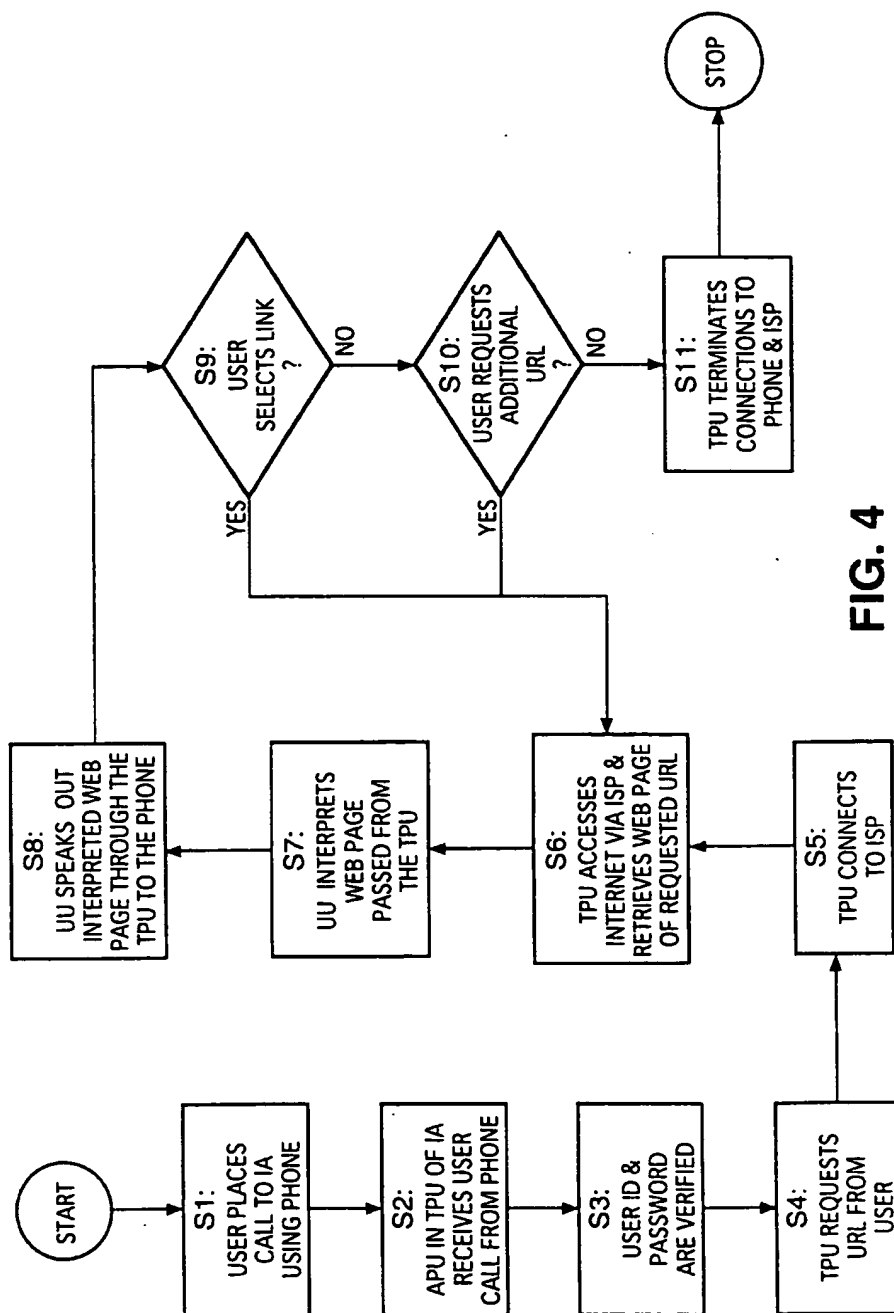 START
S1:
USER PLACES
CALL TO IA
USING PHONE
S2:
APU IN TPU OF IA
RECEIVES USER
CALL FROM PHONE
S3:
USER ID &
PASSWORD
ARE VERIFIED
S4:
TPU REQUESTS
URL FROM
USER
S5:
TPU CONNECTS
TO ISP
S6:
TPU ACCESSES
INTERNET VIA ISP &
RETRIEVES WEB PAGE
OF REQUESTED URL
S7:
UU INTERPRETS
WEB PAGE
PASSED FROM
THE TPU
S8:
UU SPEAKS OUT
INTERPRETED WEB
PAGE THROUGH THE
TPU TO THE PHONE
S9:
USER
SELECTS LINK
?
YES
NO
S10:
USER REQUESTS
ADDITIONAL
URL
?
YES
NO
S11:
TPU TERMINATES
CONNECTIONS TO
PHONE & ISP
STOP
FIG. 4